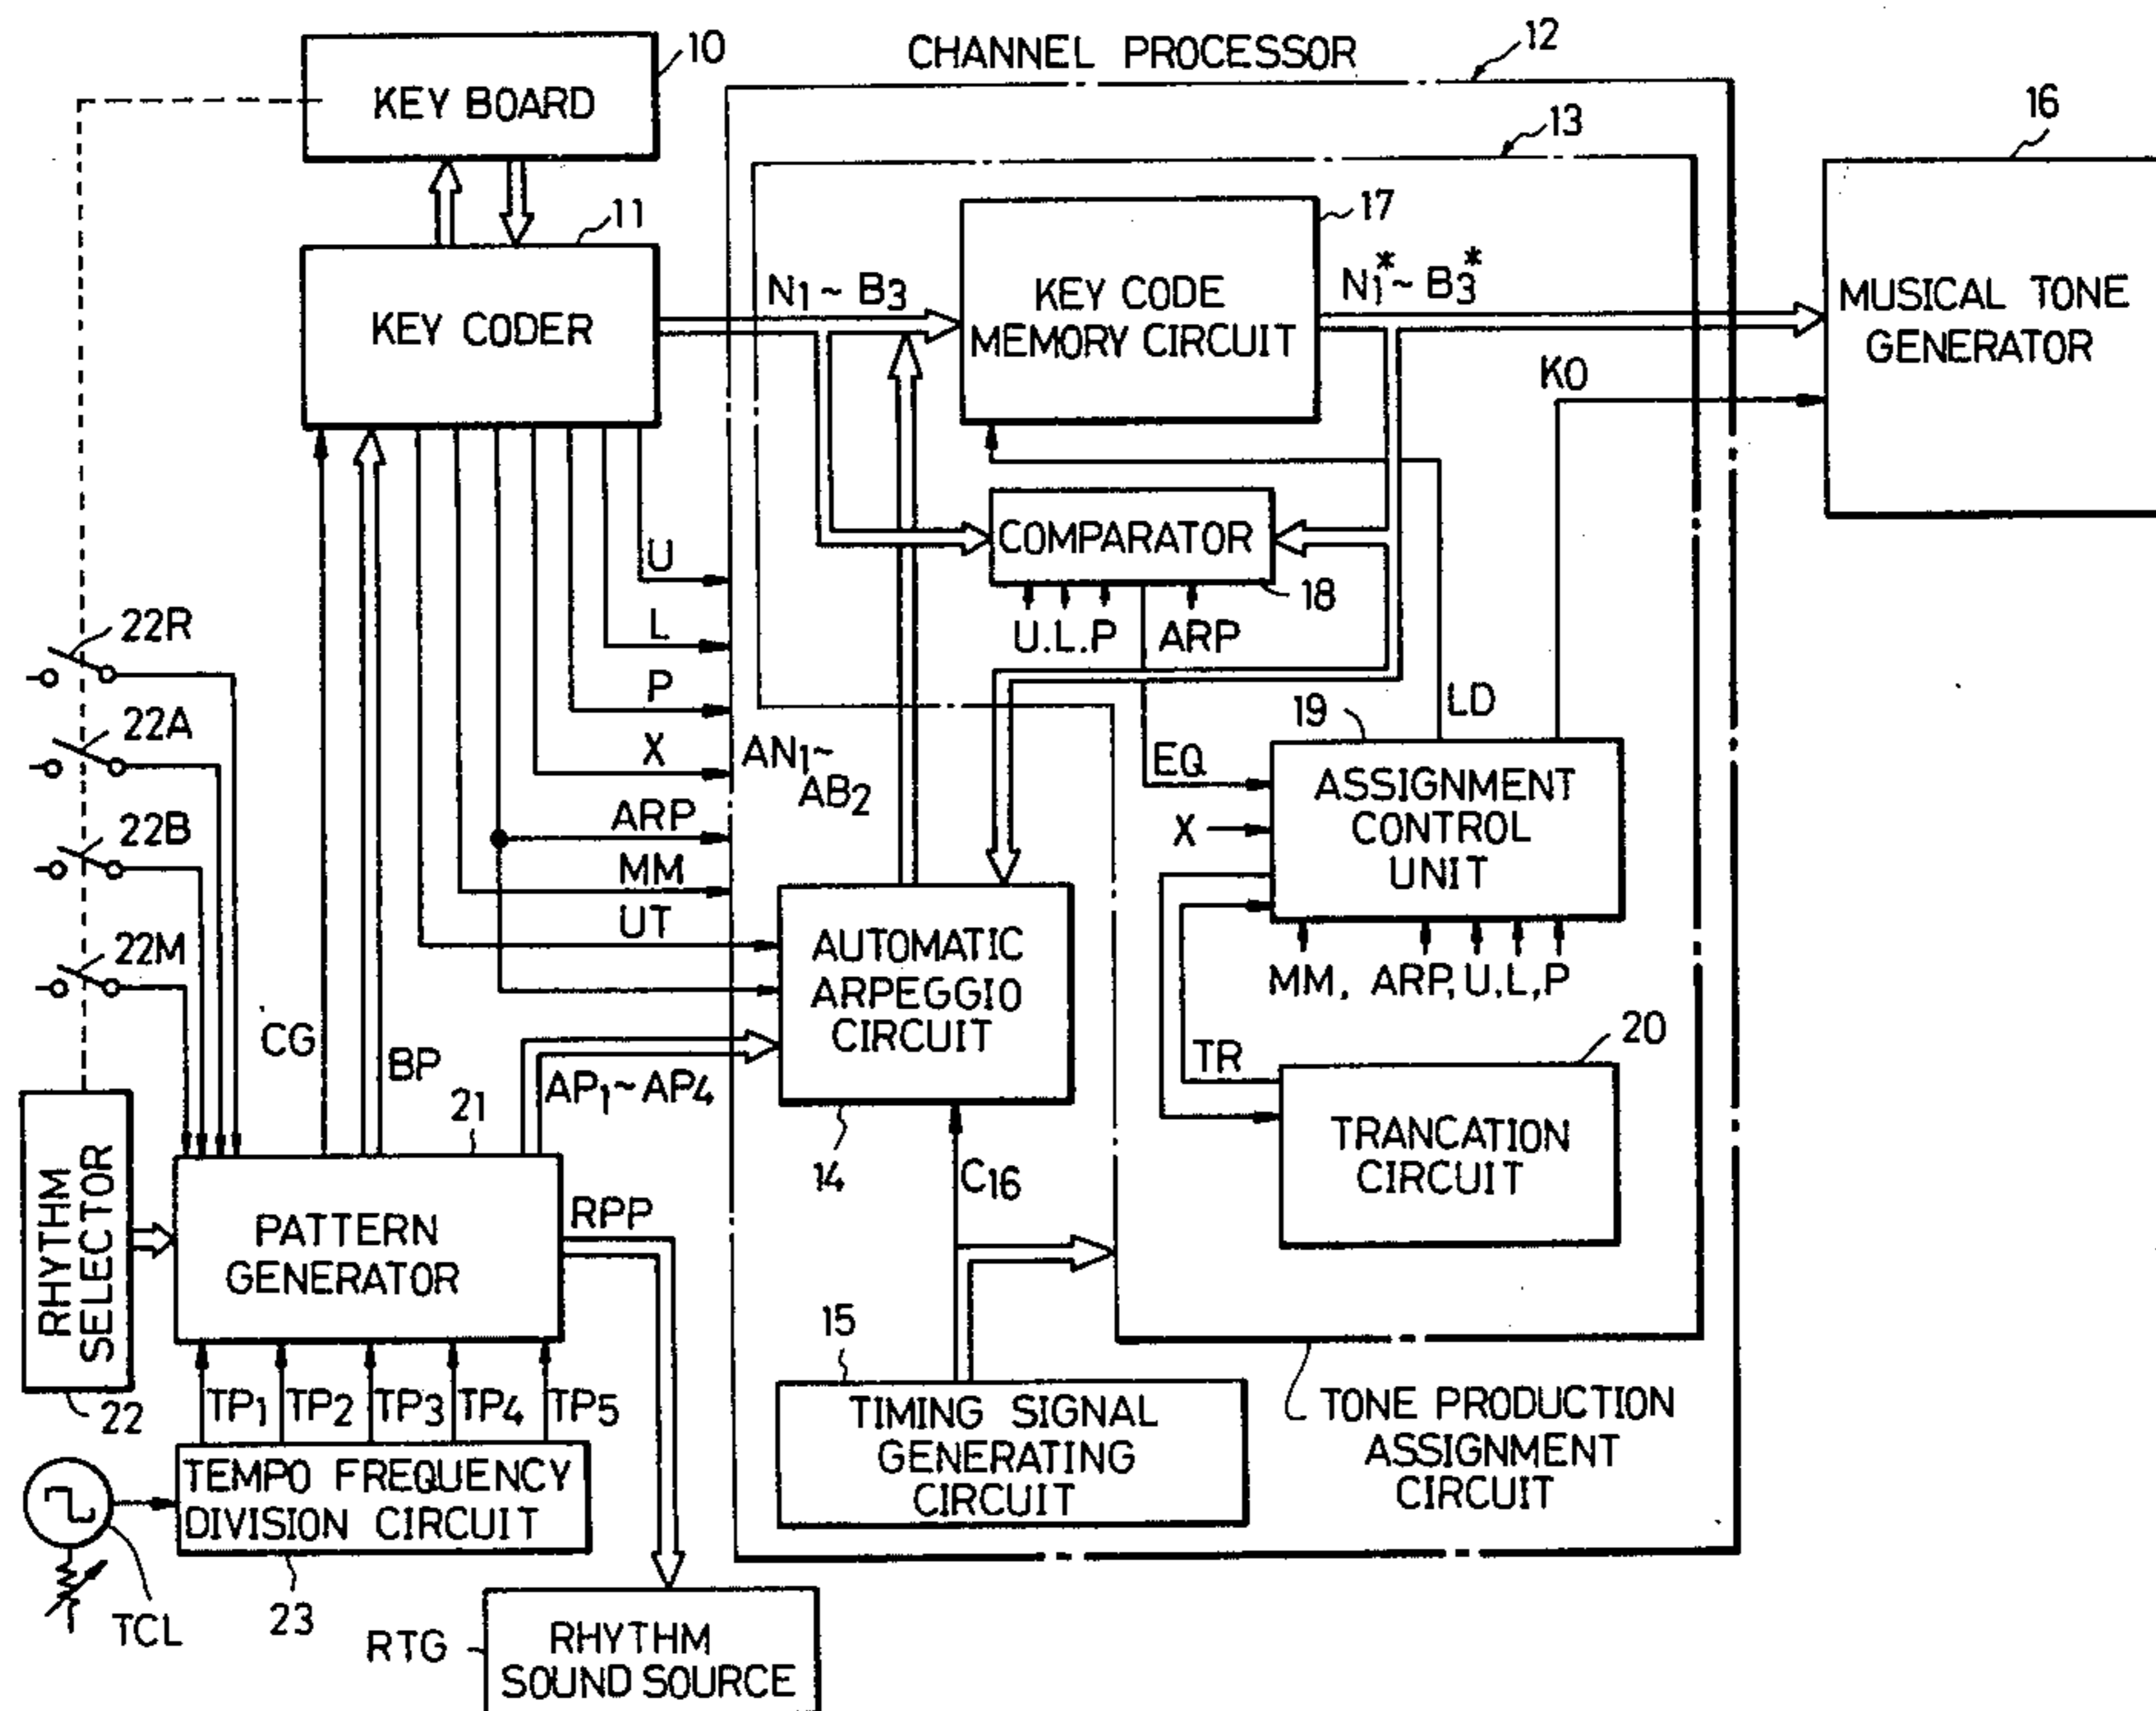 10
KEY BOARD
11
KEY CODER
CHANNEL PROCESSOR
12
13
16
17
KEY CODE
MEMORY CIRCUIT
N1 ~ B3
N1* ~ B3*
MUSICAL TONE
GENERATOR
KO
COMPARATOR
18
U.L.P ARP
U
L
P
X
ARP
MM
UT
AN1~
AB2
EQ
X
LD
19
ASSIGNMENT
CONTROL
UNIT
MM, ARP, U, L, P
TR
20
TRANCATION
CIRCUIT
22R
22A
22B
22M
CG
BP
AP1~AP4
AUTOMATIC
ARPEGGIO
CIRCUIT
14
C16
21
PATTERN
GENERATOR
RPP
RHYTHM
SELECTOR
22
TP1 TP2 TP3 TP4 TP5
TEMPO FREQUENCY
DIVISION CIRCUIT
23
TCL
15
TIMING SIGNAL
GENERATING
CIRCUIT
TONE PRODUCTION
ASSIGNMENT
CIRCUIT
RTG
RHYTHM
SOUND SOURCE